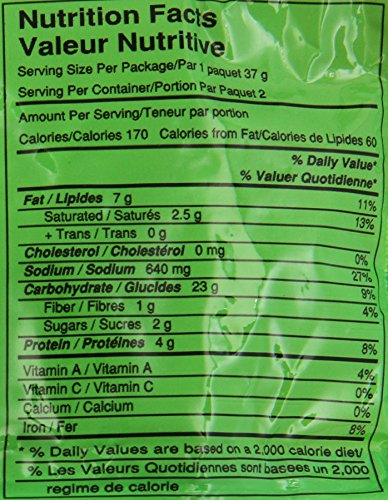 Nutrition Facts
Valeur Nutritive
Serving Size Per Package/Par 1 paquet 37 g
Serving Per Container/Portion Par Paquet 2
Amount Per Serving/Teneur par portion
Calories/Calories 170 Calories from Fat/Calories de Lipides 60
% Daily Value*
% Valuer Quotidienne*
Fat / Lipides 7 g 11%
Saturated / Saturés 2.5 g 13%
+ Trans / Trans 0 g
Cholesterol / Cholestérol 0 mg 0%
Sodium / Sodium 640 mg 27%
Carbohydrate / Glucides 23 g 9%
Fiber / Fibres 1 g 4%
Sugars / Sucres 2 g
Protein / Protéines 4 g 8%
Vitamin A / Vitamin A 4%
Vitamin C / Vitamin C 0%
Calcium / Calcium 0%
Iron / Fer 8%
* % Daily Values are based on a 2,000 calorie diet/
% Les Valeurs Quotidiennes sont basees un 2,000
regime de calorie